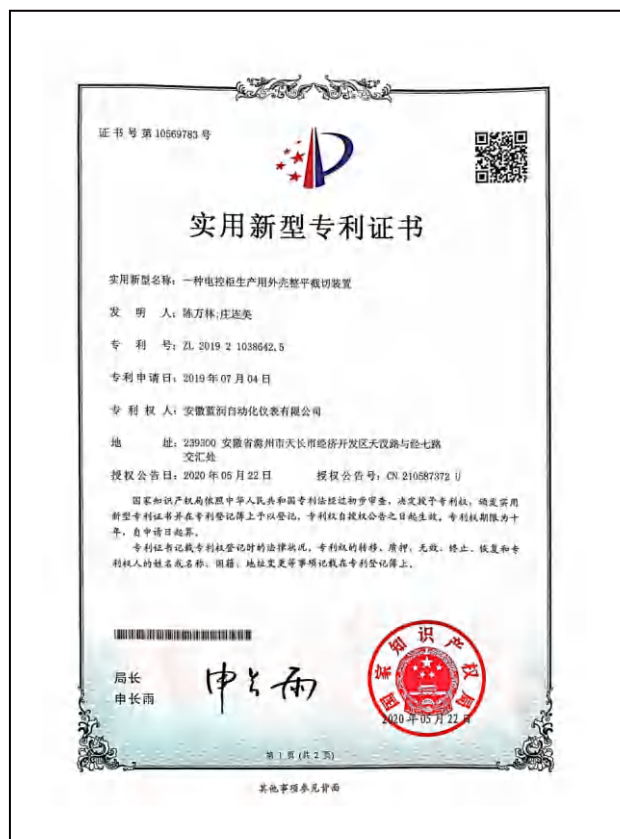 证书号第10569783号
实用新型专利证书
实用新型名称：一种电控柜生产用外壳整平截切装置
发 明 人：陈万林;庄连美
专 利 号：ZL 2019 2 1038642.5
专利申请日：2019年07月04日
专 利 权 人：安徽蓝润自动化仪表有限公司
地 址：239300 安徽省滁州市天长市经济开发区天汉路与经七路
交汇处
授权公告日：2020年05月22日 授权公告号：CN 210587372 U
国家知识产权局依照中华人民共和国专利法经过初步审查，决定授予专利权，颁发实用
新型专利证书并在专利登记簿上予以登记，专利权自授权公告之日起生效，专利权期限为十
年，自申请日起算。
专利证书记载专利权登记时的法律状况，专利权的转移、质押、无效、终止、恢复和专
利权人的姓名或名称、国籍、地址变更等事项记载在专利登记簿上。
局长
申长雨
申长雨
国家知识产权局
2020年05月22日
第1页(共2页)
其他事项参见背面